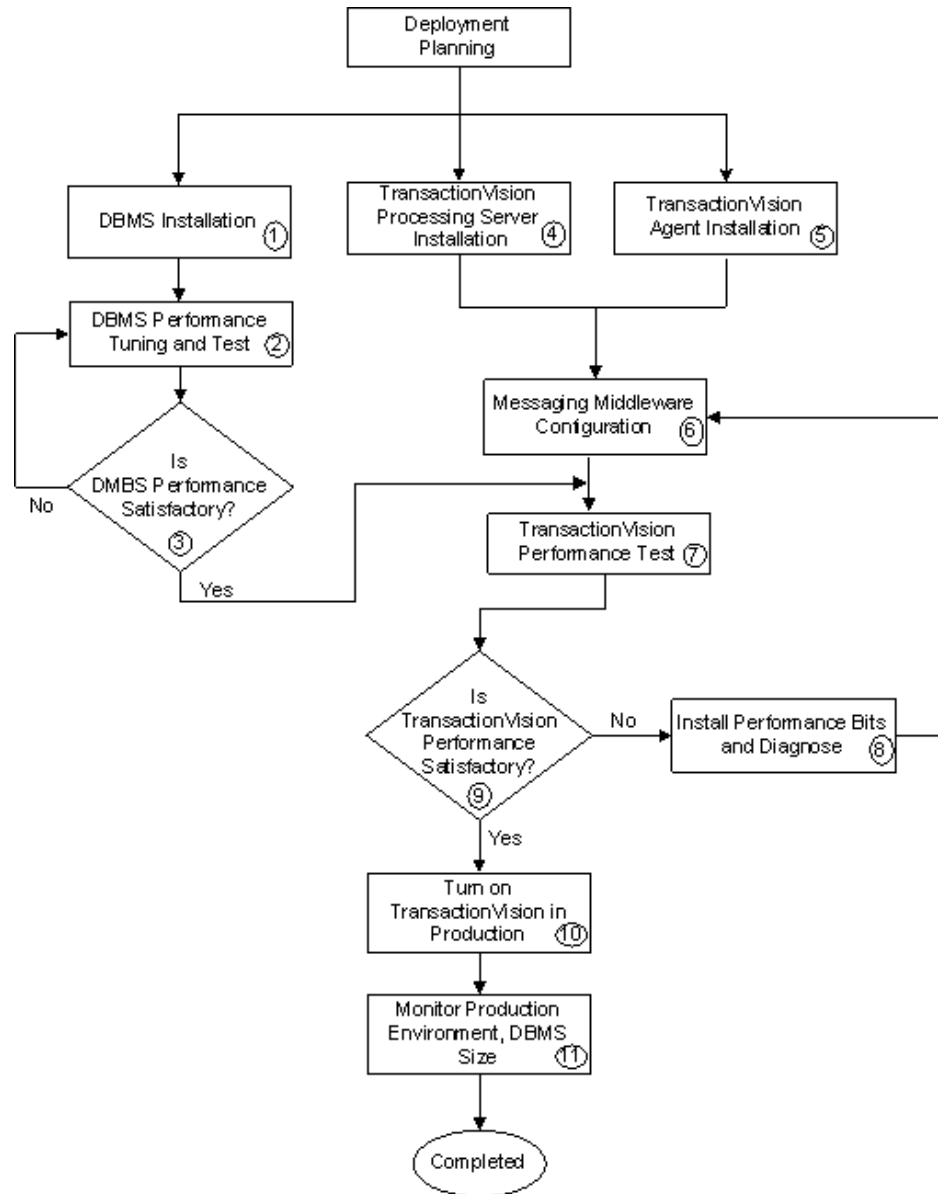 Deployment
Planning
DBMS Installation
1
TransactionVision
Processing Server
Installation
4
TransactionVision
Agent Installation
5
DBMS Performance
Tuning and Test
2
Messaging Middleware
Configuration
6
Is
DMBS Performance
Satisfactory?
3
No
Yes
TransactionVision
Performance Test
7
Is
TransactionVision
Performance
Satisfactory?
9
No
Install Performance Bits
and Diagnose
8
Yes
Turn on
TransactionVision in
Production
10
Monitor Production
Environment, DBMS
Size
11
Completed